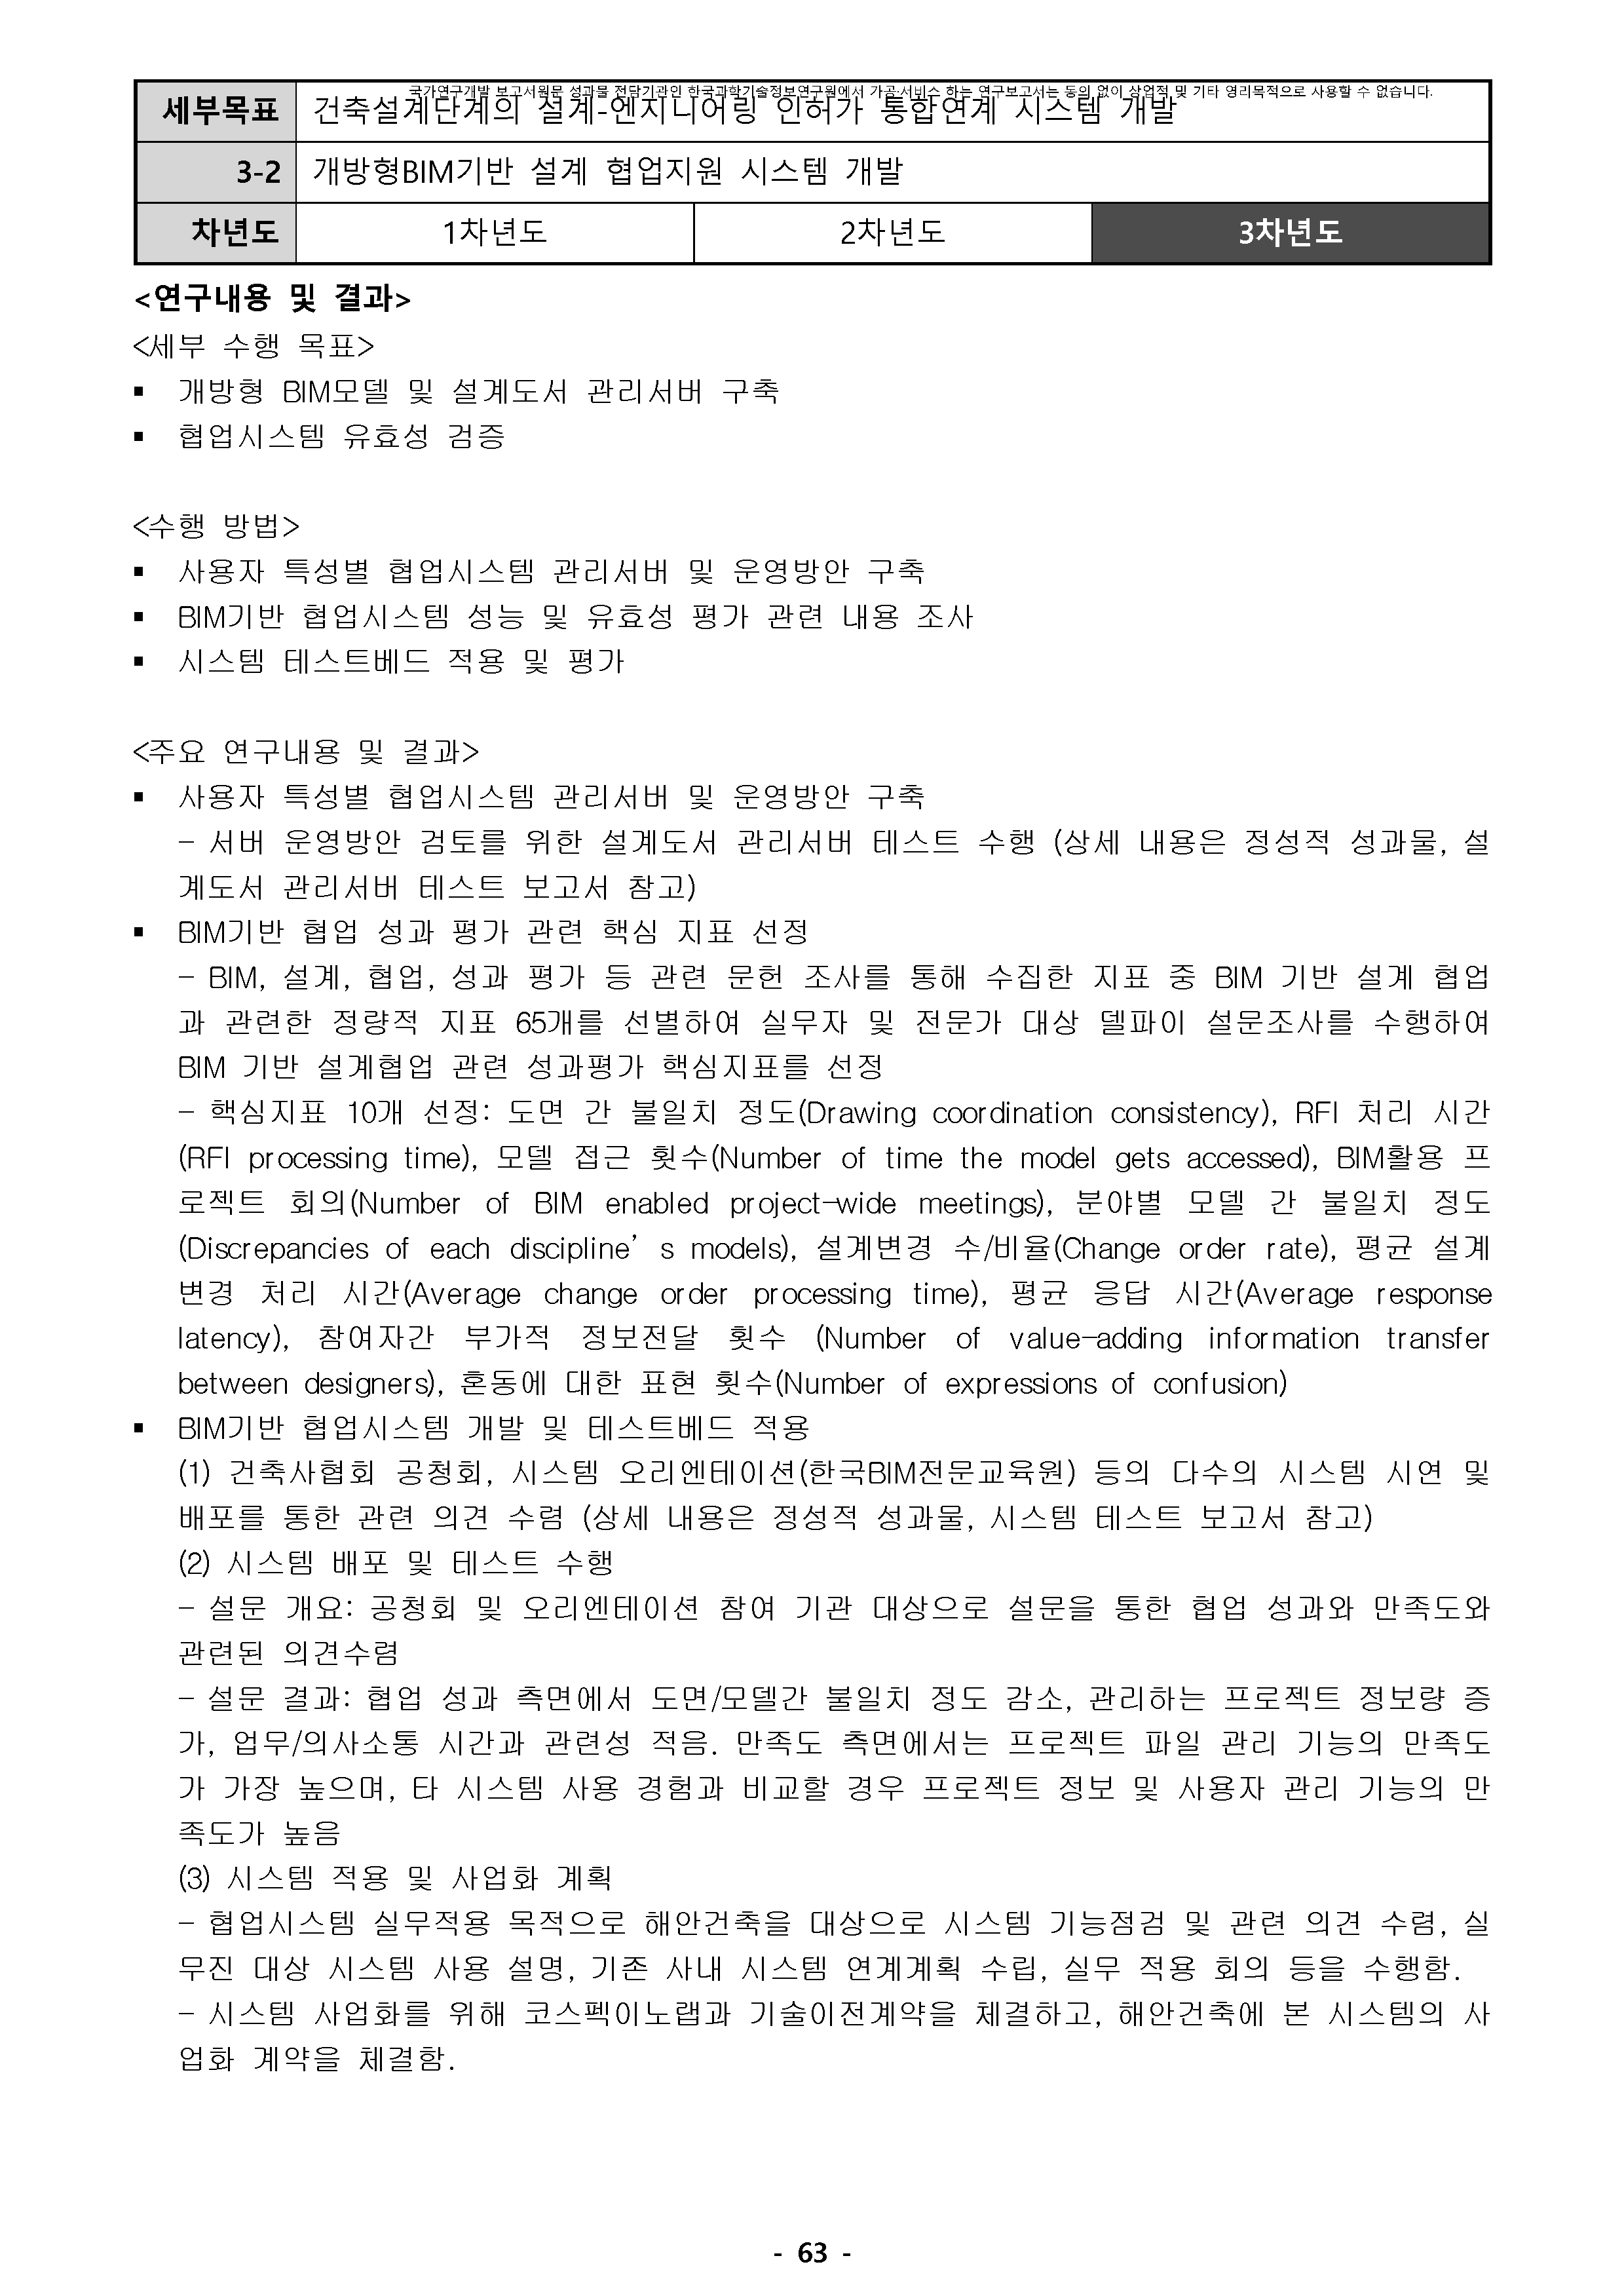 국가연구개발 보고서원문 성과물 전담기관인 한국과학기술정보연구원에서 가공·서비스 하는 연구보고서는 동의 없이 상업적 및 기타 영리목적으로 사용할 수 없습니다.
세부목표 건축설계단계의 설계-엔지니어링 인허가 통합연계 시스템 개발
3-2 개방형BIM기반 설계 협업지원 시스템 개발
차년도 1차년도 2차년도 3차년도
<연구내용 및 결과>
<세부 수행 목표>
▪ 개방형 BIM모델 및 설계도서 관리서버 구축
▪ 협업시스템 유효성 검증
<수행 방법>
▪ 사용자 특성별 협업시스템 관리서버 및 운영방안 구축
▪ BIM기반 협업시스템 성능 및 유효성 평가 관련 내용 조사
▪ 시스템 테스트베드 적용 및 평가
<주요 연구내용 및 결과>
▪ 사용자 특성별 협업시스템 관리서버 및 운영방안 구축
- 서버 운영방안 검토를 위한 설계도서 관리서버 테스트 수행 (상세 내용은 정성적 성과물, 설
계도서 관리서버 테스트 보고서 참고)
▪ BIM기반 협업 성과 평가 관련 핵심 지표 선정
- BIM, 설계, 협업, 성과 평가 등 관련 문헌 조사를 통해 수집한 지표 중 BIM 기반 설계 협업
과 관련한 정량적 지표 65개를 선별하여 실무자 및 전문가 대상 델파이 설문조사를 수행하여
BIM 기반 설계협업 관련 성과평가 핵심지표를 선정
- 핵심지표 10개 선정: 도면 간 불일치 정도(Drawing coordination consistency), RFI 처리 시간
(RFI processing time), 모델 접근 횟수(Number of time the model gets accessed), BIM활용 프
로젝트 회의(Number of BIM enabled project-wide meetings), 분야별 모델 간 불일치 정도
(Discrepancies of each discipline’s models), 설계변경 수/비율(Change order rate), 평균 설계
변경 처리 시간(Average change order processing time), 평균 응답 시간(Average response
latency), 참여자간 부가적 정보전달 횟수 (Number of value-adding information transfer
between designers), 혼동에 대한 표현 횟수(Number of expressions of confusion)
▪ BIM기반 협업시스템 개발 및 테스트베드 적용
(1) 건축사협회 공청회, 시스템 오리엔테이션(한국BIM전문교육원) 등의 다수의 시스템 시연 및
배포를 통한 관련 의견 수렴 (상세 내용은 정성적 성과물, 시스템 테스트 보고서 참고)
(2) 시스템 배포 및 테스트 수행
- 설문 개요: 공청회 및 오리엔테이션 참여 기관 대상으로 설문을 통한 협업 성과와 만족도와
관련된 의견수렴
- 설문 결과: 협업 성과 측면에서 도면/모델간 불일치 정도 감소, 관리하는 프로젝트 정보량 증
가, 업무/의사소통 시간과 관련성 적음. 만족도 측면에서는 프로젝트 파일 관리 기능의 만족도
가 가장 높으며, 타 시스템 사용 경험과 비교할 경우 프로젝트 정보 및 사용자 관리 기능의 만
족도가 높음
(3) 시스템 적용 및 사업화 계획
- 협업시스템 실무적용 목적으로 해안건축을 대상으로 시스템 기능점검 및 관련 의견 수렴, 실
무진 대상 시스템 사용 설명, 기존 사내 시스템 연계계획 수립, 실무 적용 회의 등을 수행함.
- 시스템 사업화를 위해 코스펙이노랩과 기술이전계약을 체결하고, 해안건축에 본 시스템의 사
업화 계약을 체결함.
- 63 -